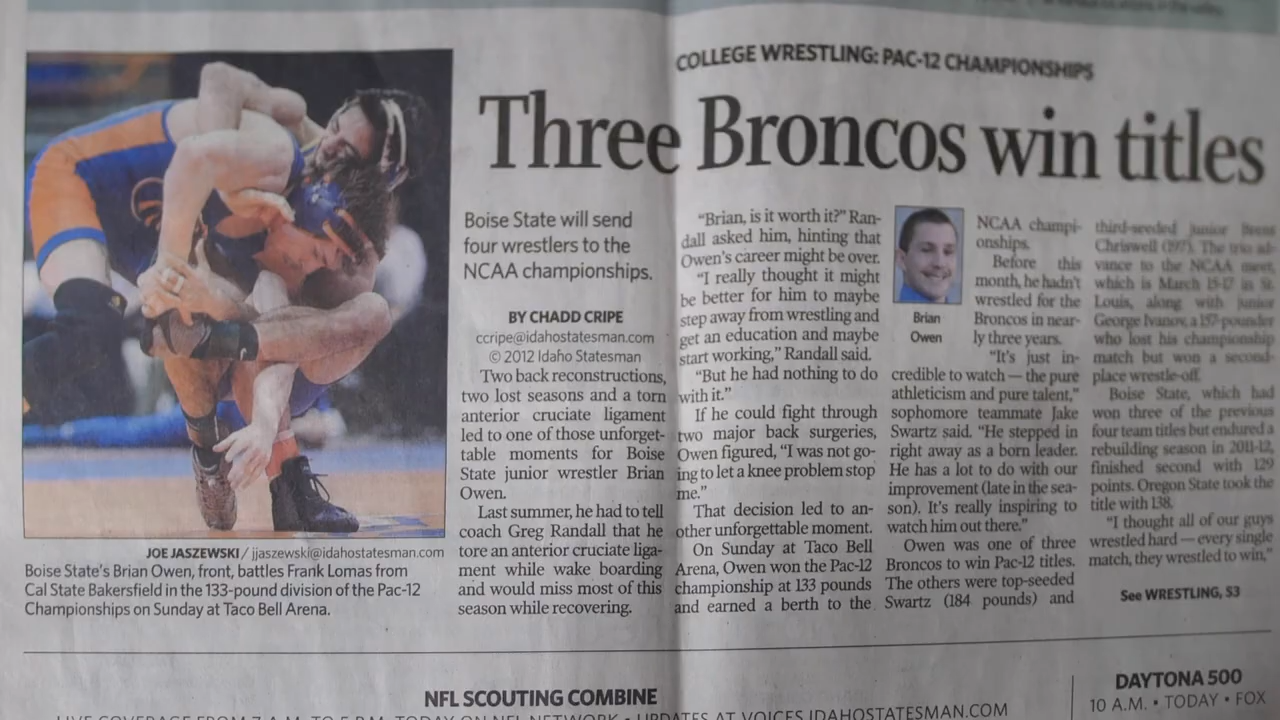 COLLEGE WRESTLING: PAC-12 CHAMPIONSHIPS
Three Broncos win titles
Boise State will send
four wrestlers to the
NCAA championships.
BY CHADD CRIPE
ccripe@idahostatesman.com
© 2012 Idaho Statesman
Two back reconstructions,
two lost seasons and a torn
anterior cruciate ligament
led to one of those unforget-
table moments for Boise
State junior wrestler Brian
Owen.
Last summer, he had to tell
coach Greg Randall that he
tore an anterior cruciate liga-
ment while wake boarding
and would miss most of this
season while recovering.
"Brian, is it worth it?" Ran-
dall asked him, hinting that
Owen's career might be over.
"I really thought it might
be better for him to maybe
step away from wrestling and
get an education and maybe
start working," Randall said.
"But he had nothing to do
with it."
If he could fight through
two major back surgeries,
Owen figured, "I was not go-
ing to let a knee problem stop
me."
That decision led to an-
other unforgettable moment.
On Sunday at Taco Bell
Arena, Owen won the Pac-12
championship at 133 pounds
and earned a berth to the
Brian
Owen
NCAA champi-
onships.
Before this
month, he hadn't
wrestled for the
Broncos in near-
ly three years.
"It's just in-
credible to watch — the pure
athleticism and pure talent,"
sophomore teammate Jake
Swartz said. "He stepped in
right away as a born leader.
He has a lot to do with our
improvement (late in the sea-
son). It's really inspiring to
watch him out there."
Owen was one of three
Broncos to win Pac-12 titles.
The others were top-seeded
Swartz (184 pounds) and
third-seeded junior Brent
Chriswell (197). The trio ad-
vance to the NCAA meet,
which is March 15-17 in St.
Louis, along with junior
George Ivanov, a 157-pounder
who lost his championship
match but won a second-
place wrestle-off.
Boise State, which had
won three of the previous
four team titles but endured a
rebuilding season in 2011-12,
finished second with 129
points. Oregon State took the
title with 138.
"I thought all of our guys
wrestled hard — every single
match, they wrestled to win,"
See WRESTLING, S3
JOE JASZEWSKI / jjaszewski@idahostatesman.com
Boise State's Brian Owen, front, battles Frank Lomas from
Cal State Bakersfield in the 133-pound division of the Pac-12
Championships on Sunday at Taco Bell Arena.
NFL SCOUTING COMBINE
LIVE COVERAGE FROM 7 A.M. TO 5 P.M. TODAY ON NFL NETWORK • UPDATES AT VOICES.IDAHOSTATESMAN.COM
DAYTONA 500
10 A.M. • TODAY • FOX